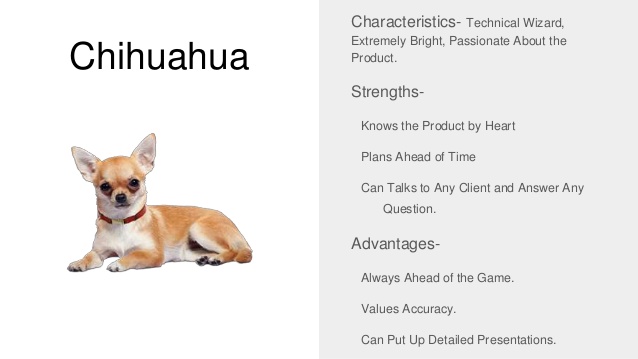 Chihuahua
Characteristics- Technical Wizard,
Extremely Bright, Passionate About the
Product.
Strengths-
Knows the Product by Heart
Plans Ahead of Time
Can Talks to Any Client and Answer Any
Question.
Advantages-
Always Ahead of the Game.
Values Accuracy.
Can Put Up Detailed Presentations.